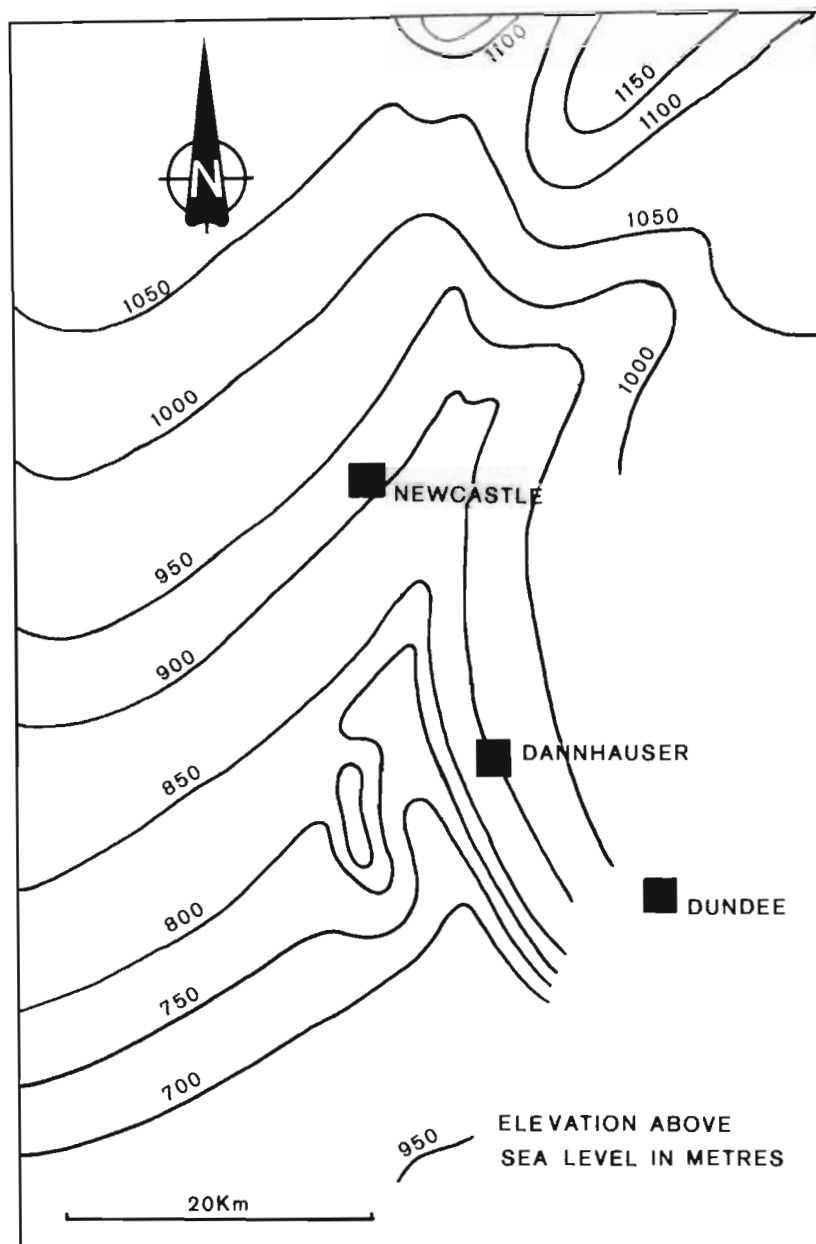 1100
1150
1100
N
1050
1050
1000
1000
NEWCASTLE
950
900
DANNHAUSER
850
DUNDEE
800
750
700
950
ELEVATION ABOVE
SEA LEVEL IN METRES
20Km